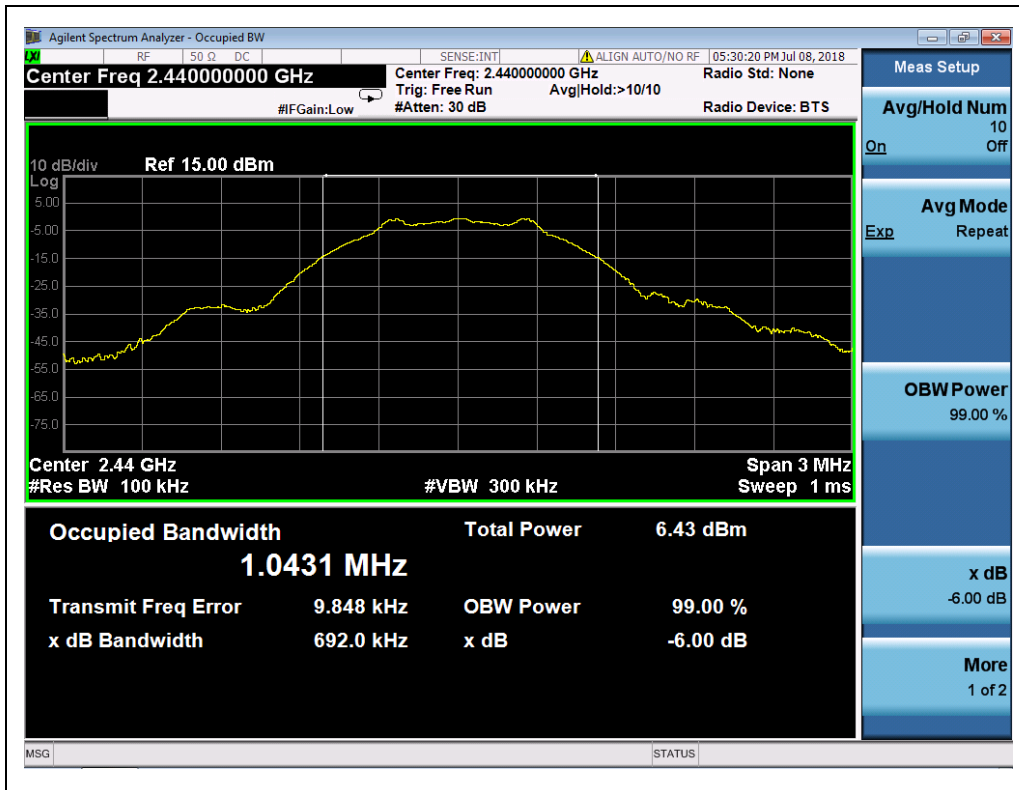 Agilent Spectrum Analyzer - Occupied BW
LXI RF 50 Ω DC SENSE:INT ALIGN AUTO/NO RF 05:30:20 PM Jul 08, 2018
Center Freq 2.440000000 GHz
Center Freq: 2.440000000 GHz
Radio Std: None
Trig: Free Run Avg|Hold:>10/10
#IFGain:Low #Atten: 30 dB Radio Device: BTS
10 dB/div Ref 15.00 dBm
Log
5.00
-5.00
-15.0
-25.0
-35.0
-45.0
-55.0
-65.0
-75.0
Center 2.44 GHz Span 3 MHz
#Res BW 100 kHz #VBW 300 kHz Sweep 1 ms
Occupied Bandwidth Total Power 6.43 dBm
1.0431 MHz
Transmit Freq Error 9.848 kHz OBW Power 99.00 %
x dB Bandwidth 692.0 kHz x dB -6.00 dB
MSG STATUS
Meas Setup
Avg/Hold Num
10
On Off
Avg Mode
Exp Repeat
OBW Power
99.00 %
x dB
-6.00 dB
More
1 of 2